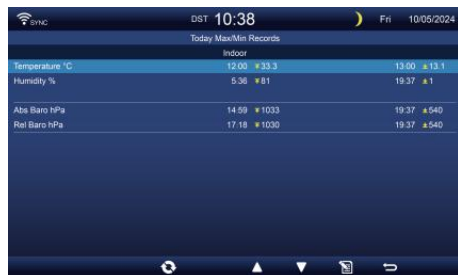 SYNC DST 10:38 Fri 10/05/2024
Today Max/Min Records
Indoor
Temperature °C 12:00 33.3 13:00 13.1
Humidity % 5:36 81 19:37 1
Abs Baro hPa 14:59 1033 19:37 540
Rel Baro hPa 17:18 1030 19:37 540